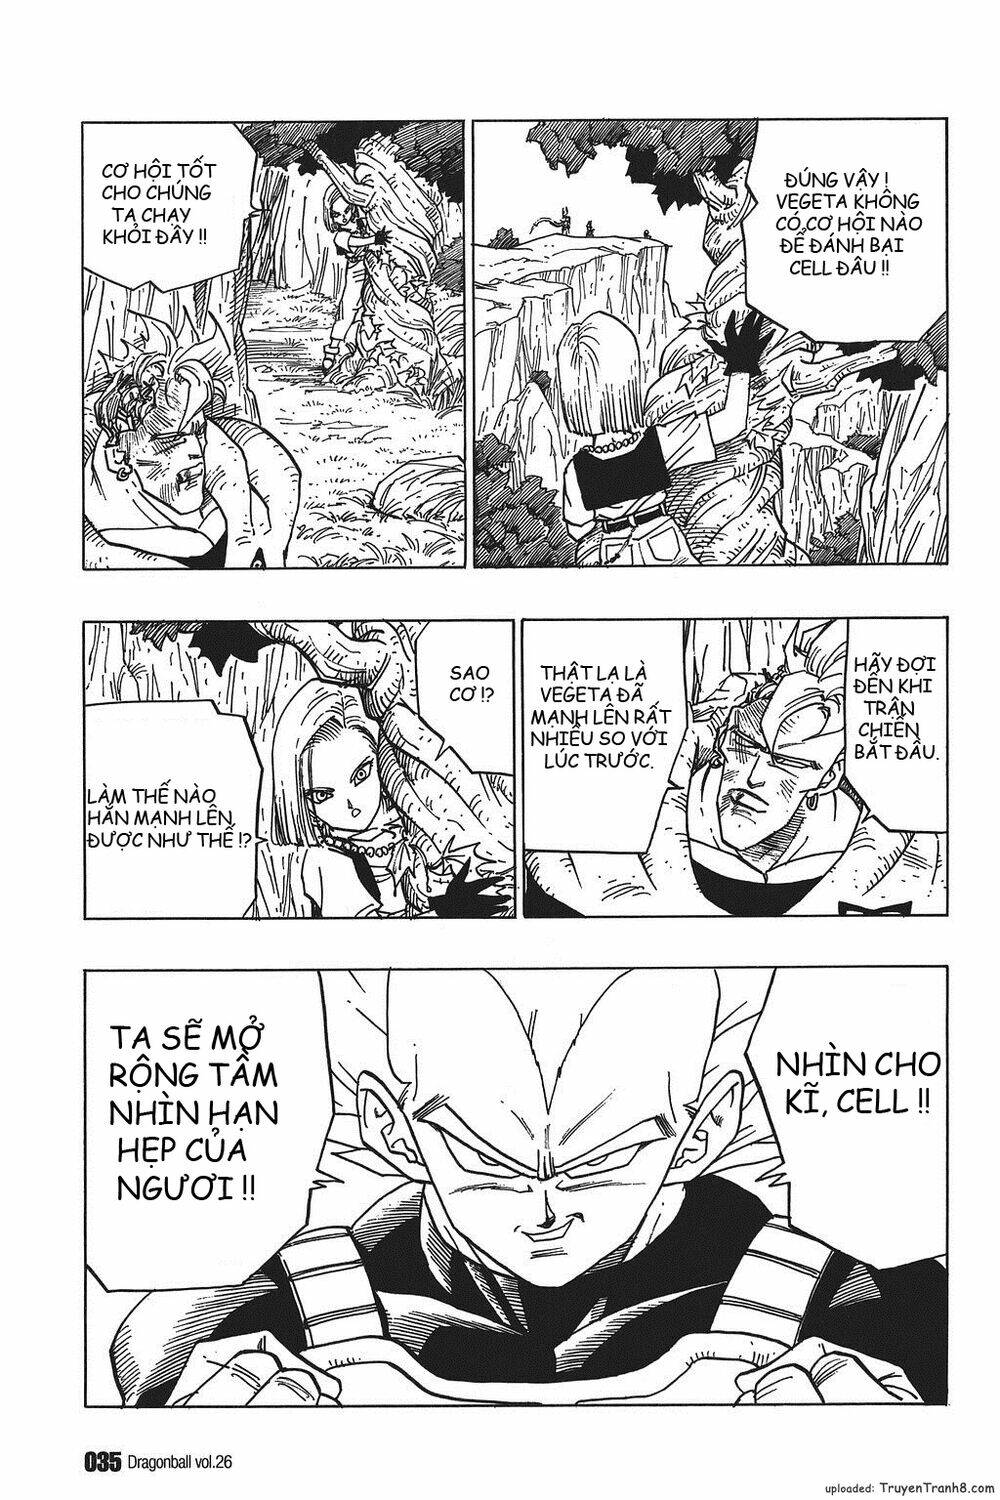 ĐÚNG VẬY !
VEGETA KHÔNG
CÓ CƠ HỘI NÀO
ĐỂ ĐÁNH BẠI
CELL ĐÂU !!
CƠ HỘI TỐT
CHO CHÚNG
TA CHẠY
KHỎI ĐÂY !!
HÃY ĐỢI
ĐẾN KHI
TRẬN
CHIẾN
BẮT ĐẦU.
THÂT LA LÀ
VEGETA ĐÃ
MẠNH LÊN RẤT
NHIỀU SO VỚI
LÚC TRƯỚC.
SAO
CƠ !?
LÀM THẾ NÀO
HẮN MẠNH LÊN
ĐƯỢC NHƯ THẾ !?
NHÌN CHO
KĨ, CELL !!
TA SẼ MỞ
RỘNG TẦM
NHÌN HẠN
HẸP CỦA
NGƯƠI !!
035 Dragonball vol.26
uploaded: TruyenTranh8.com